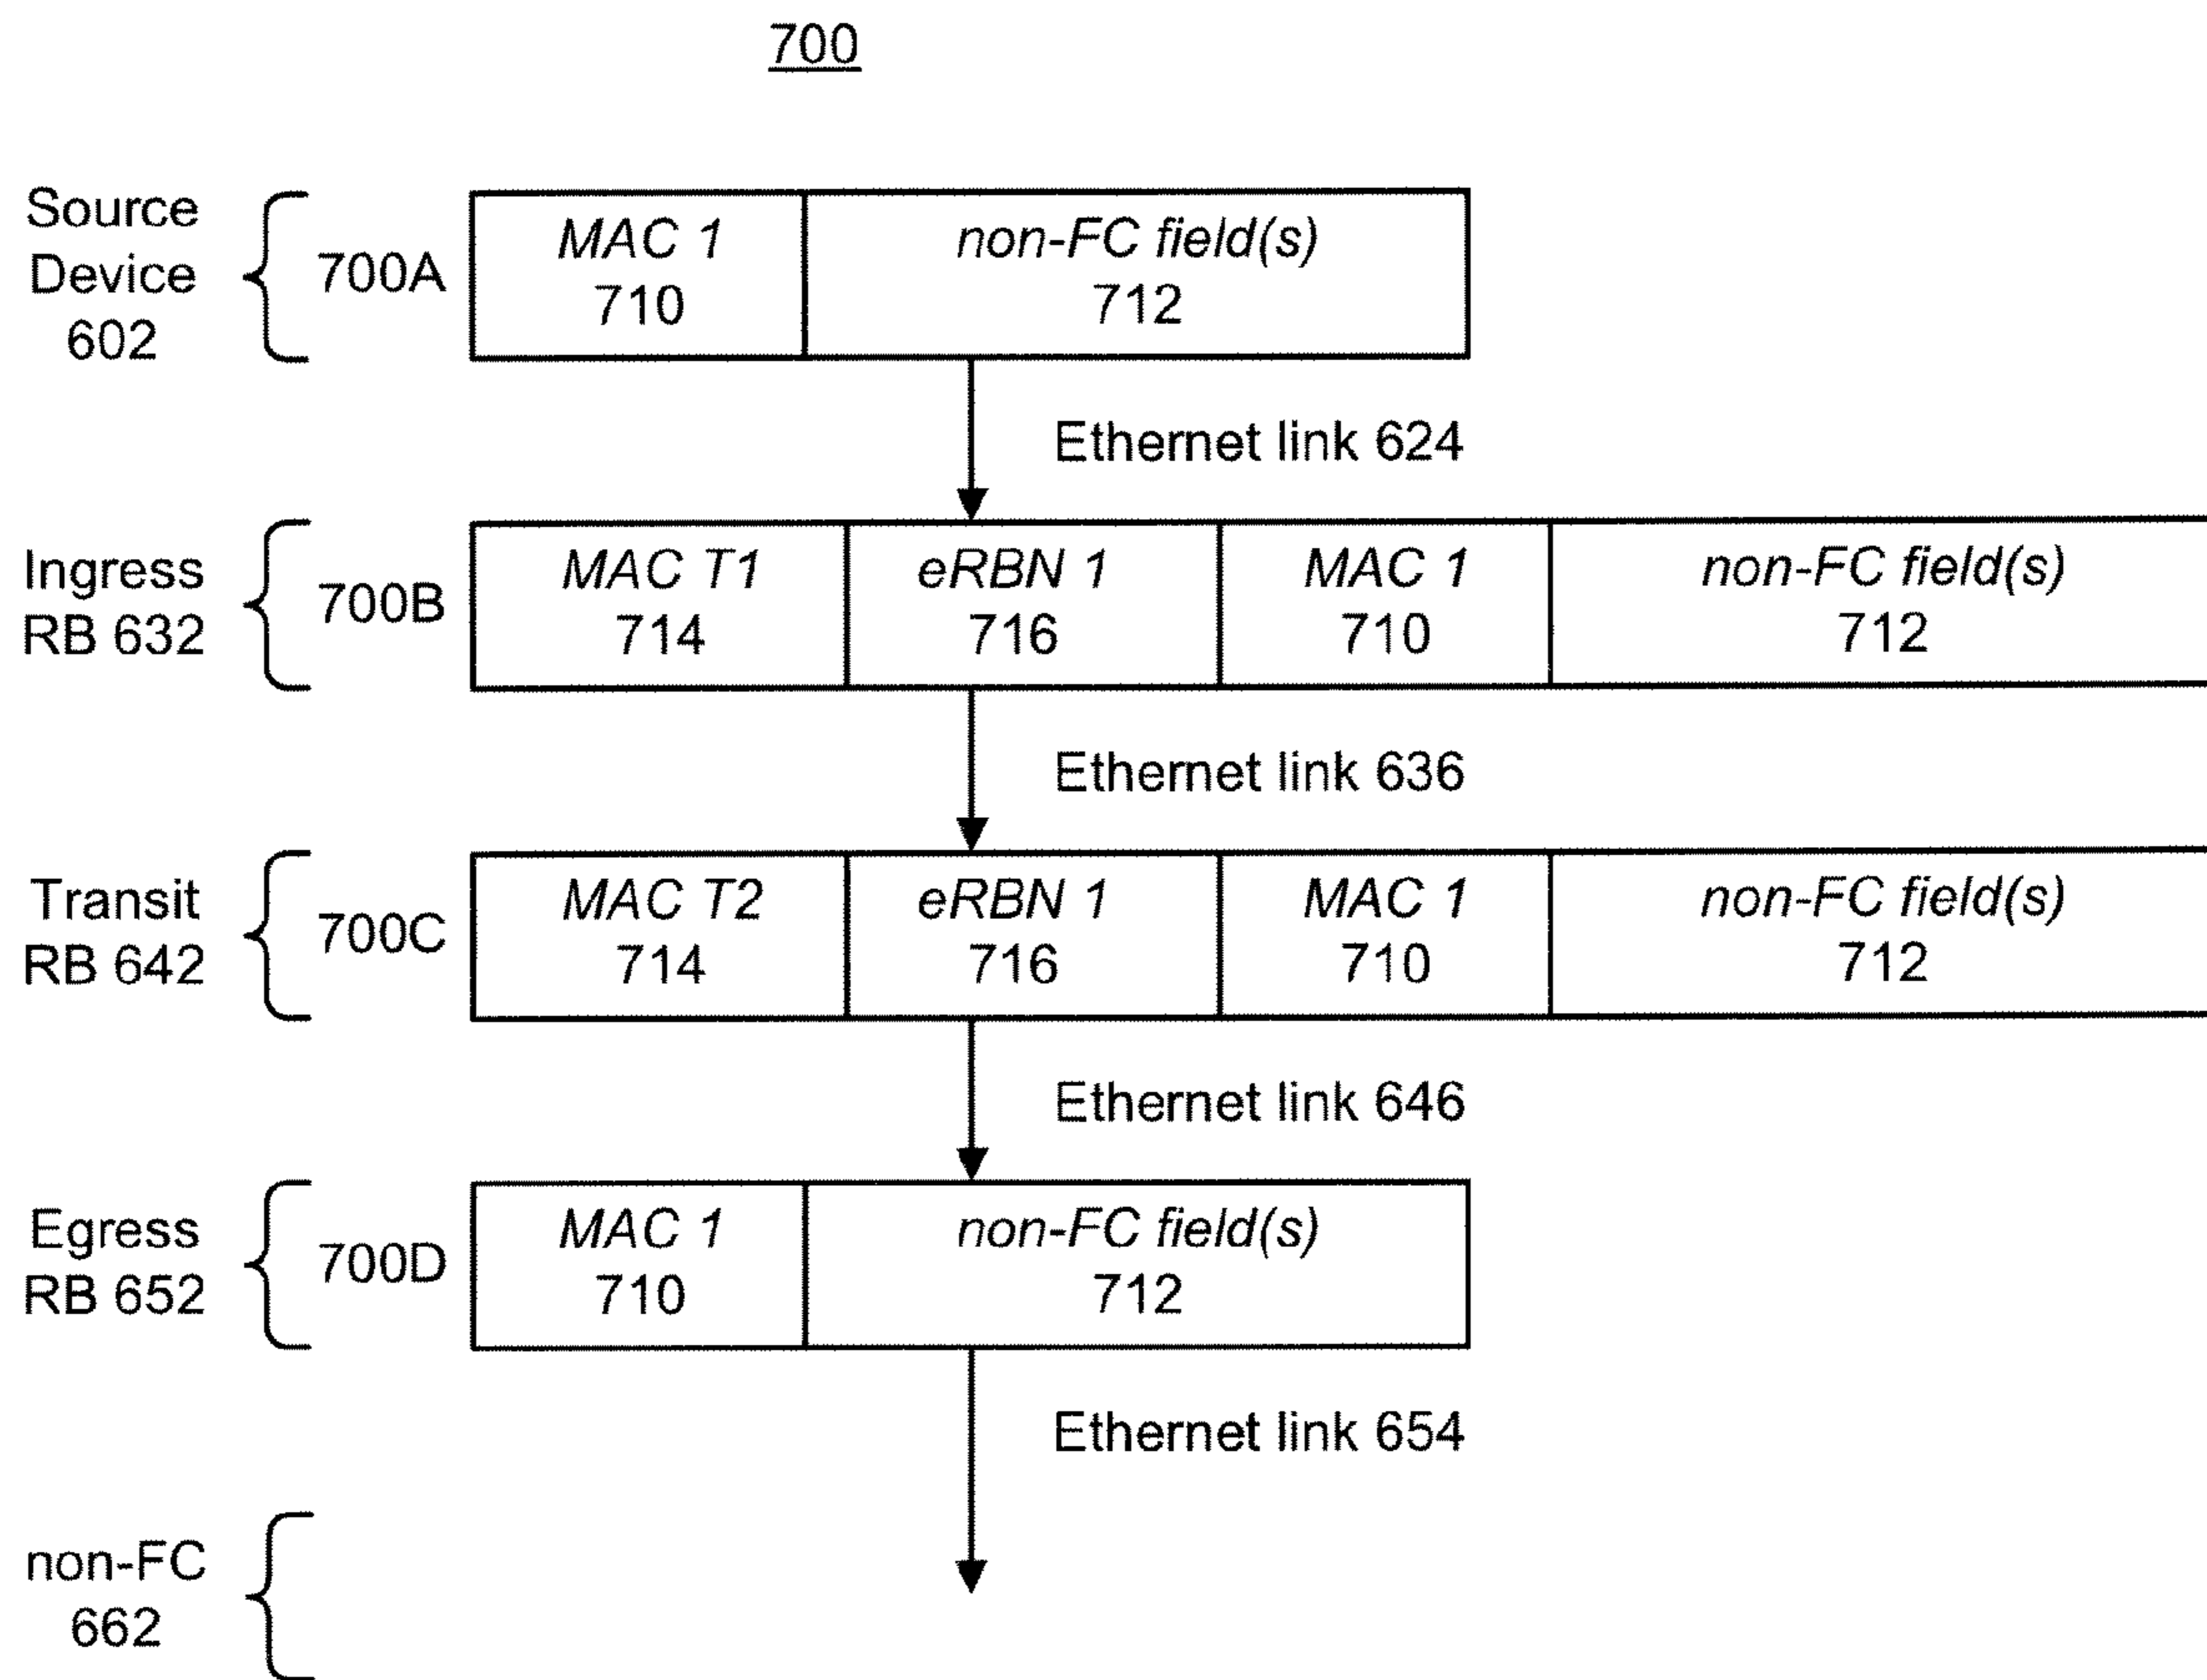 700
Source
Device
602
700A
MAC 1
710
non-FC field(s)
712
Ethernet link 624
Ingress
RB 632
700B
MAC T1
714
eRBN 1
716
MAC 1
710
non-FC field(s)
712
Ethernet link 636
Transit
RB 642
700C
MAC T2
714
eRBN 1
716
MAC 1
710
non-FC field(s)
712
Ethernet link 646
Egress
RB 652
700D
MAC 1
710
non-FC field(s)
712
Ethernet link 654
non-FC
662